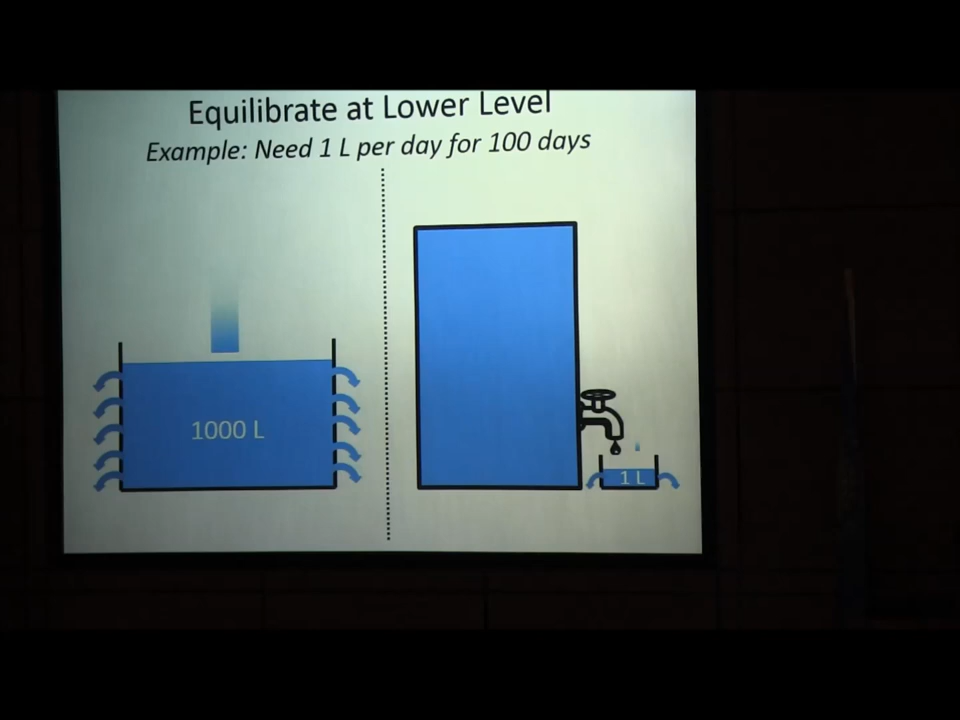 Equilibrate at Lower Level
Example: Need 1 L per day for 100 days
1000 L
1 L